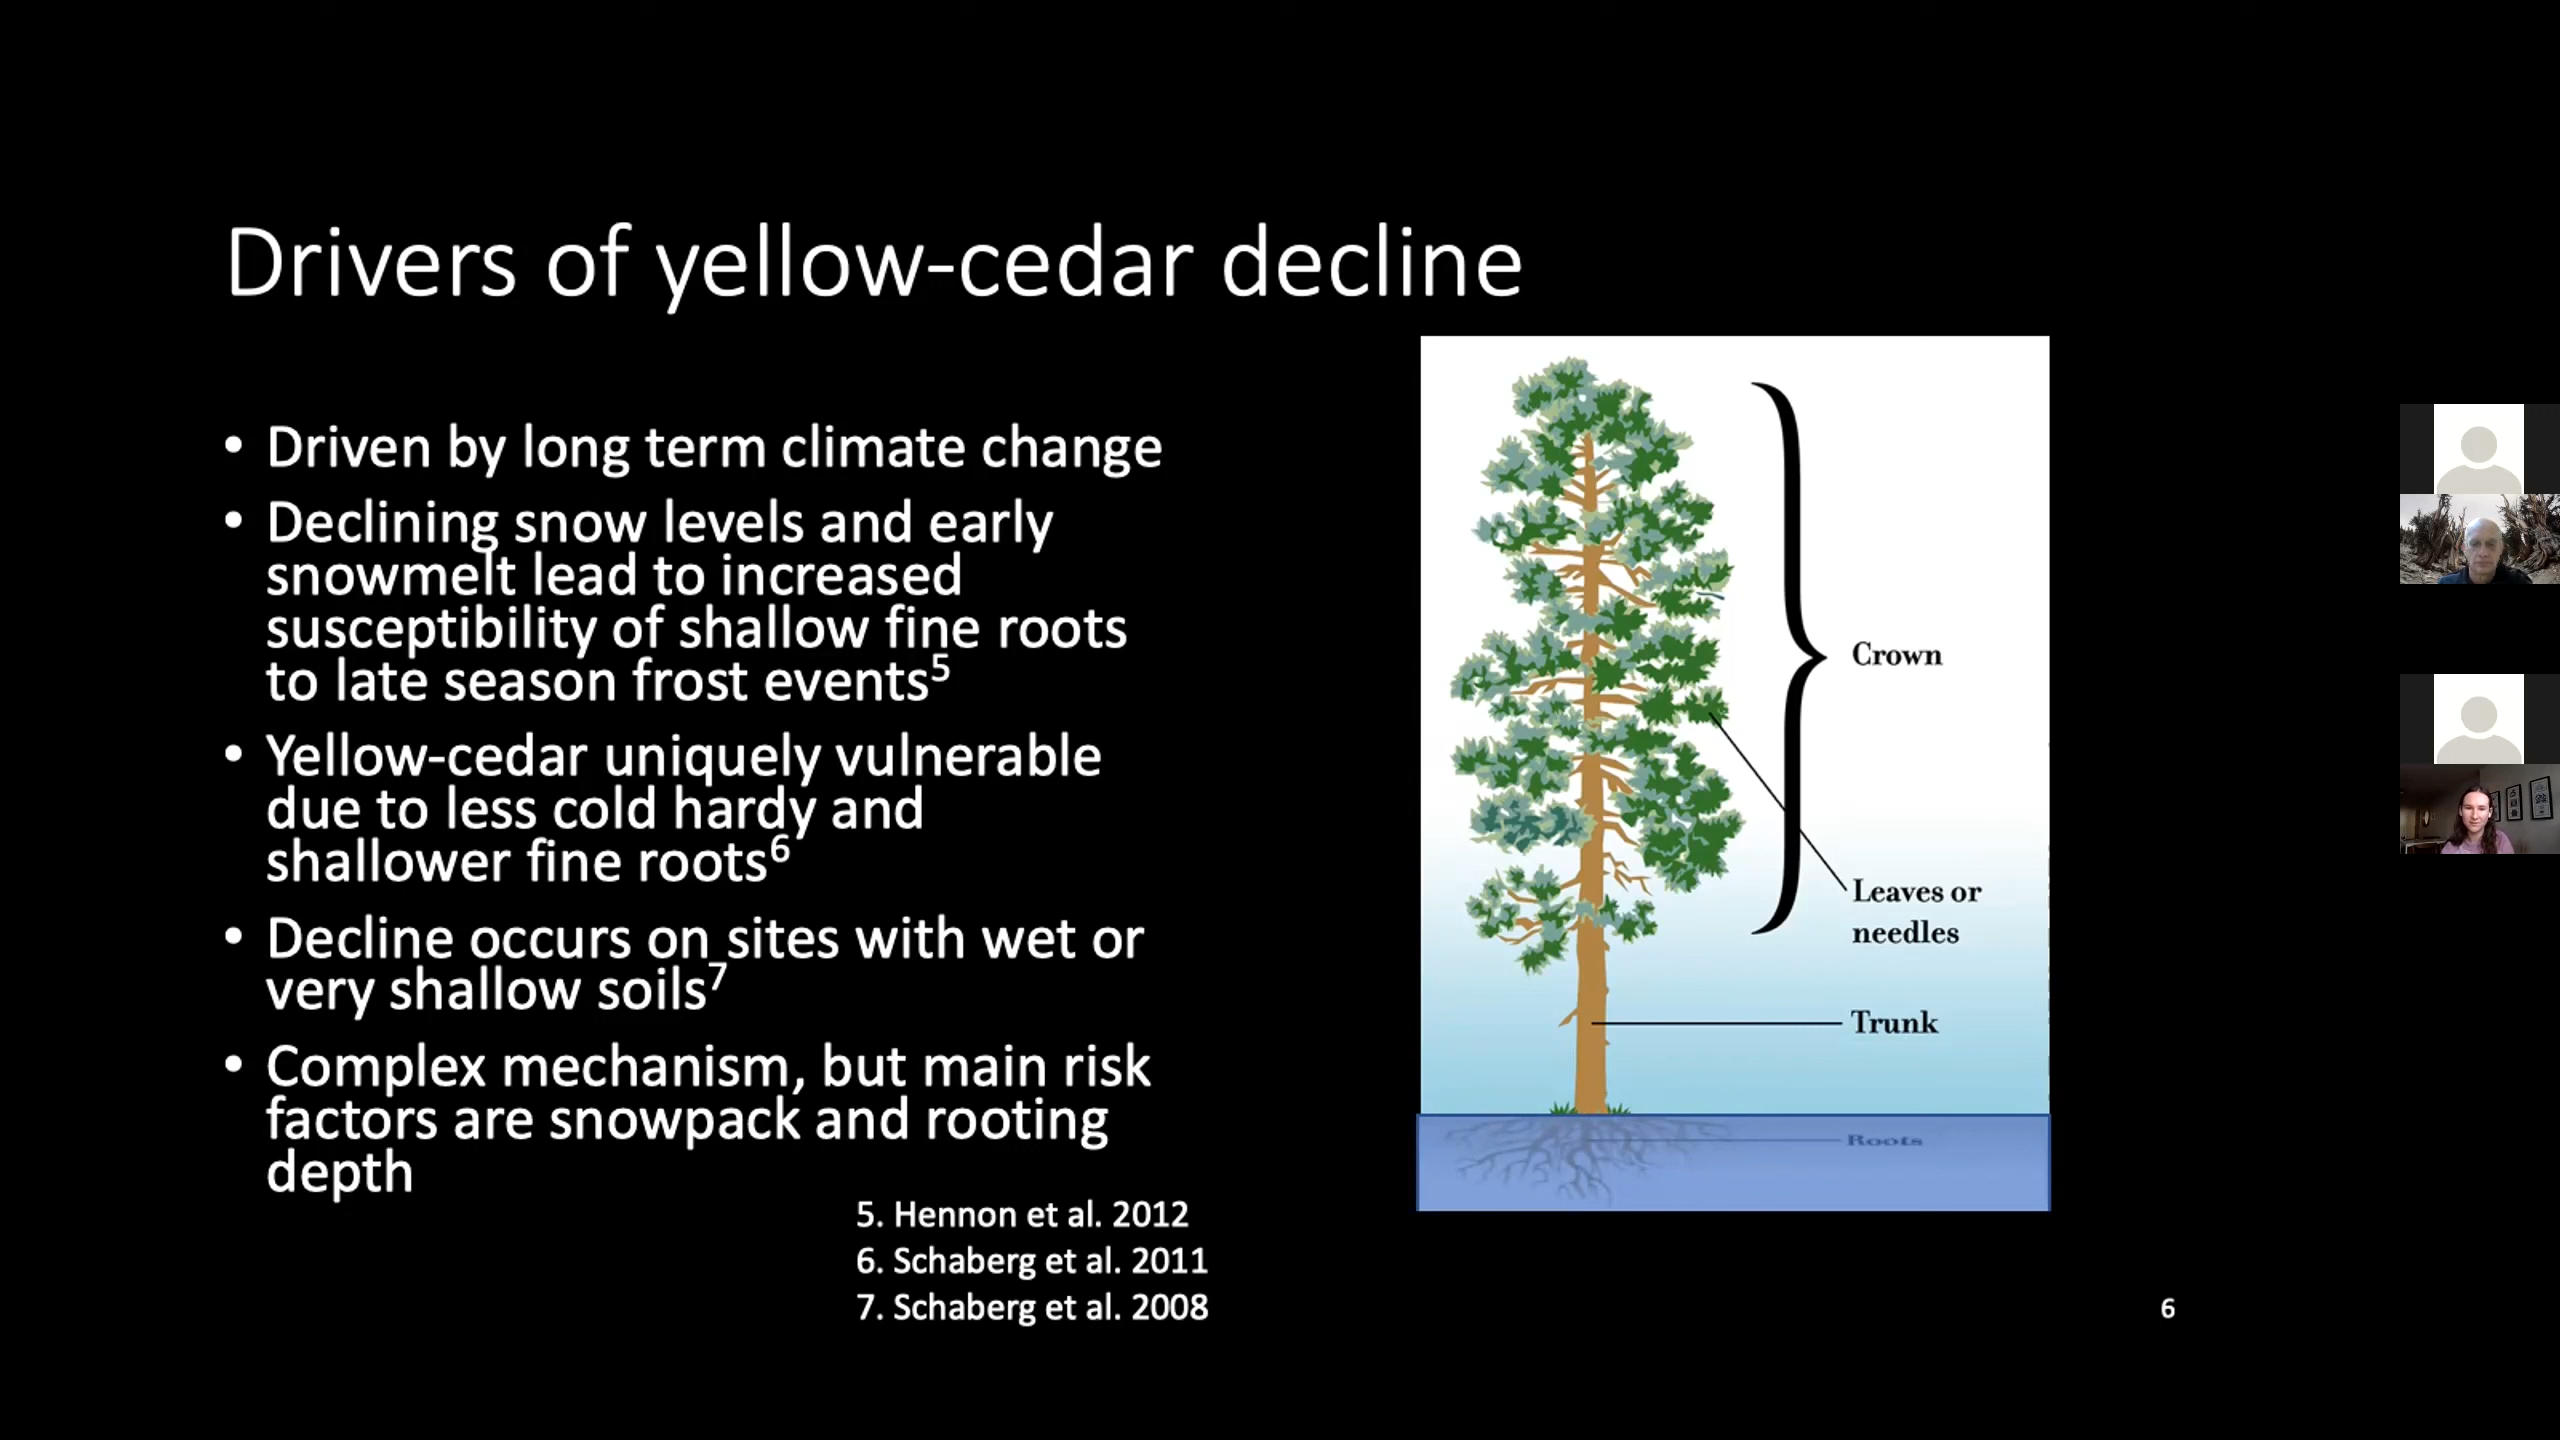 Drivers of yellow-cedar decline
• Driven by long term climate change
• Declining snow levels and early
snowmelt lead to increased
susceptibility of shallow fine roots
to late season frost events⁵
• Yellow-cedar uniquely vulnerable
due to less cold hardy and
shallower fine roots⁶
• Decline occurs on sites with wet or
very shallow soils⁷
• Complex mechanism, but main risk
factors are snowpack and rooting
depth
5. Hennon et al. 2012
6. Schaberg et al. 2011
7. Schaberg et al. 2008
Crown
Leaves or
needles
Trunk
Roots
6